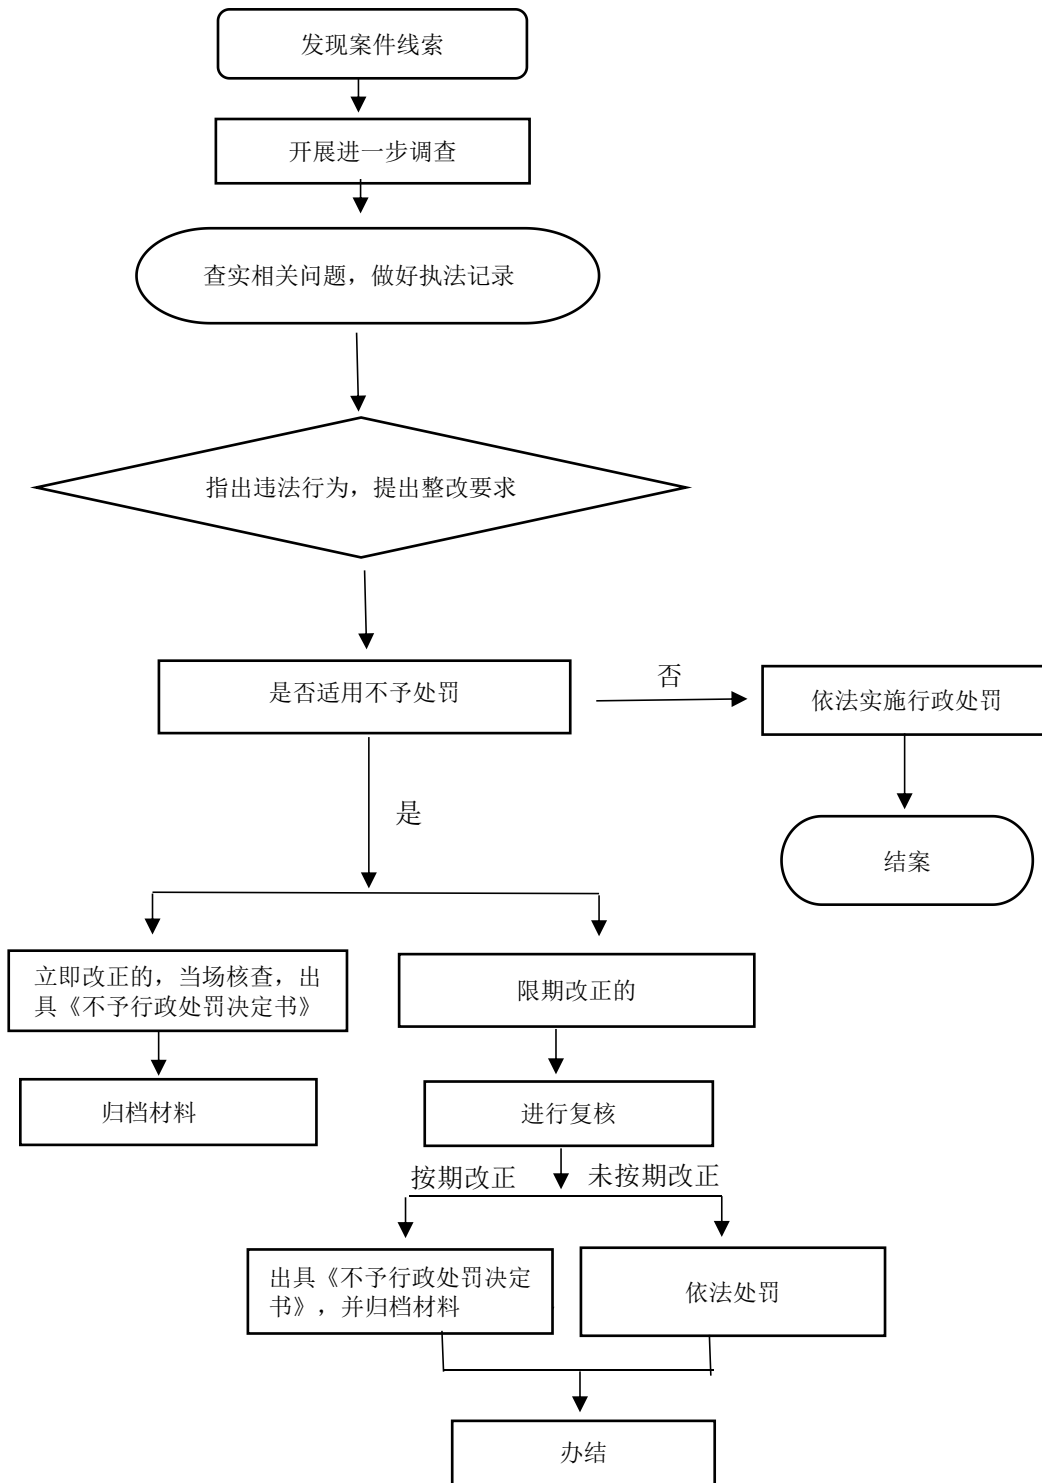 发现案件线索
开展进一步调查
查实相关问题，做好执法记录
指出违法行为，提出整改要求
是否适用不予处罚
否
依法实施行政处罚
是
结案
立即改正的，当场核查，出
具《不予行政处罚决定书》
限期改正的
归档材料
进行复核
按期改正
未按期改正
出具《不予行政处罚决定
书》，并归档材料
依法处罚
办结